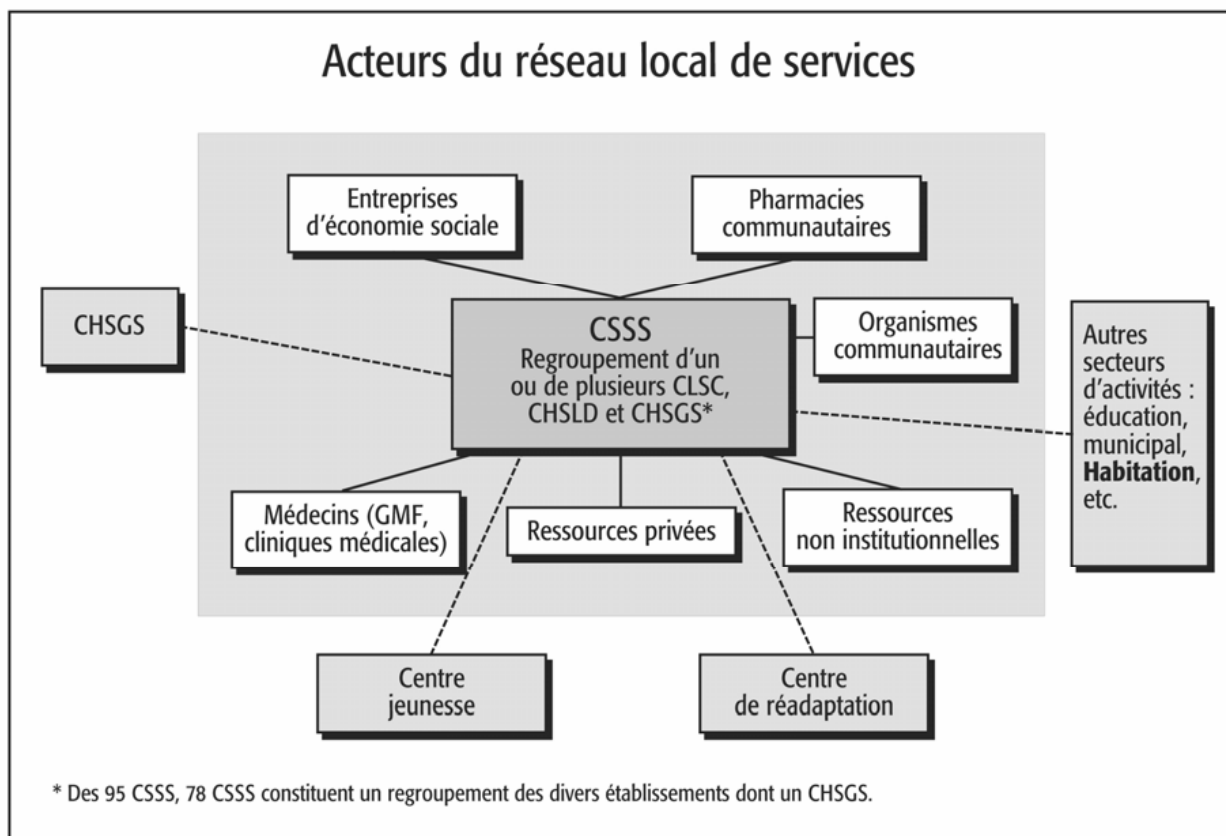 Acteurs du réseau local de services
Entreprises
d'économie sociale
Pharmacies
communautaires
CHSGS
CSSS
Regroupement d'un
ou de plusieurs CLSC,
CHSLD et CHSGS*
Organismes
communautaires
Autres
secteurs
d'activités :
éducation,
municipal,
Habitation,
etc.
Médecins (GMF,
cliniques médicales)
Ressources privées
Ressources
non institutionnelles
Centre
jeunesse
Centre
de réadaptation
* Des 95 CSSS, 78 CSSS constituent un regroupement des divers établissements dont un CHSGS.